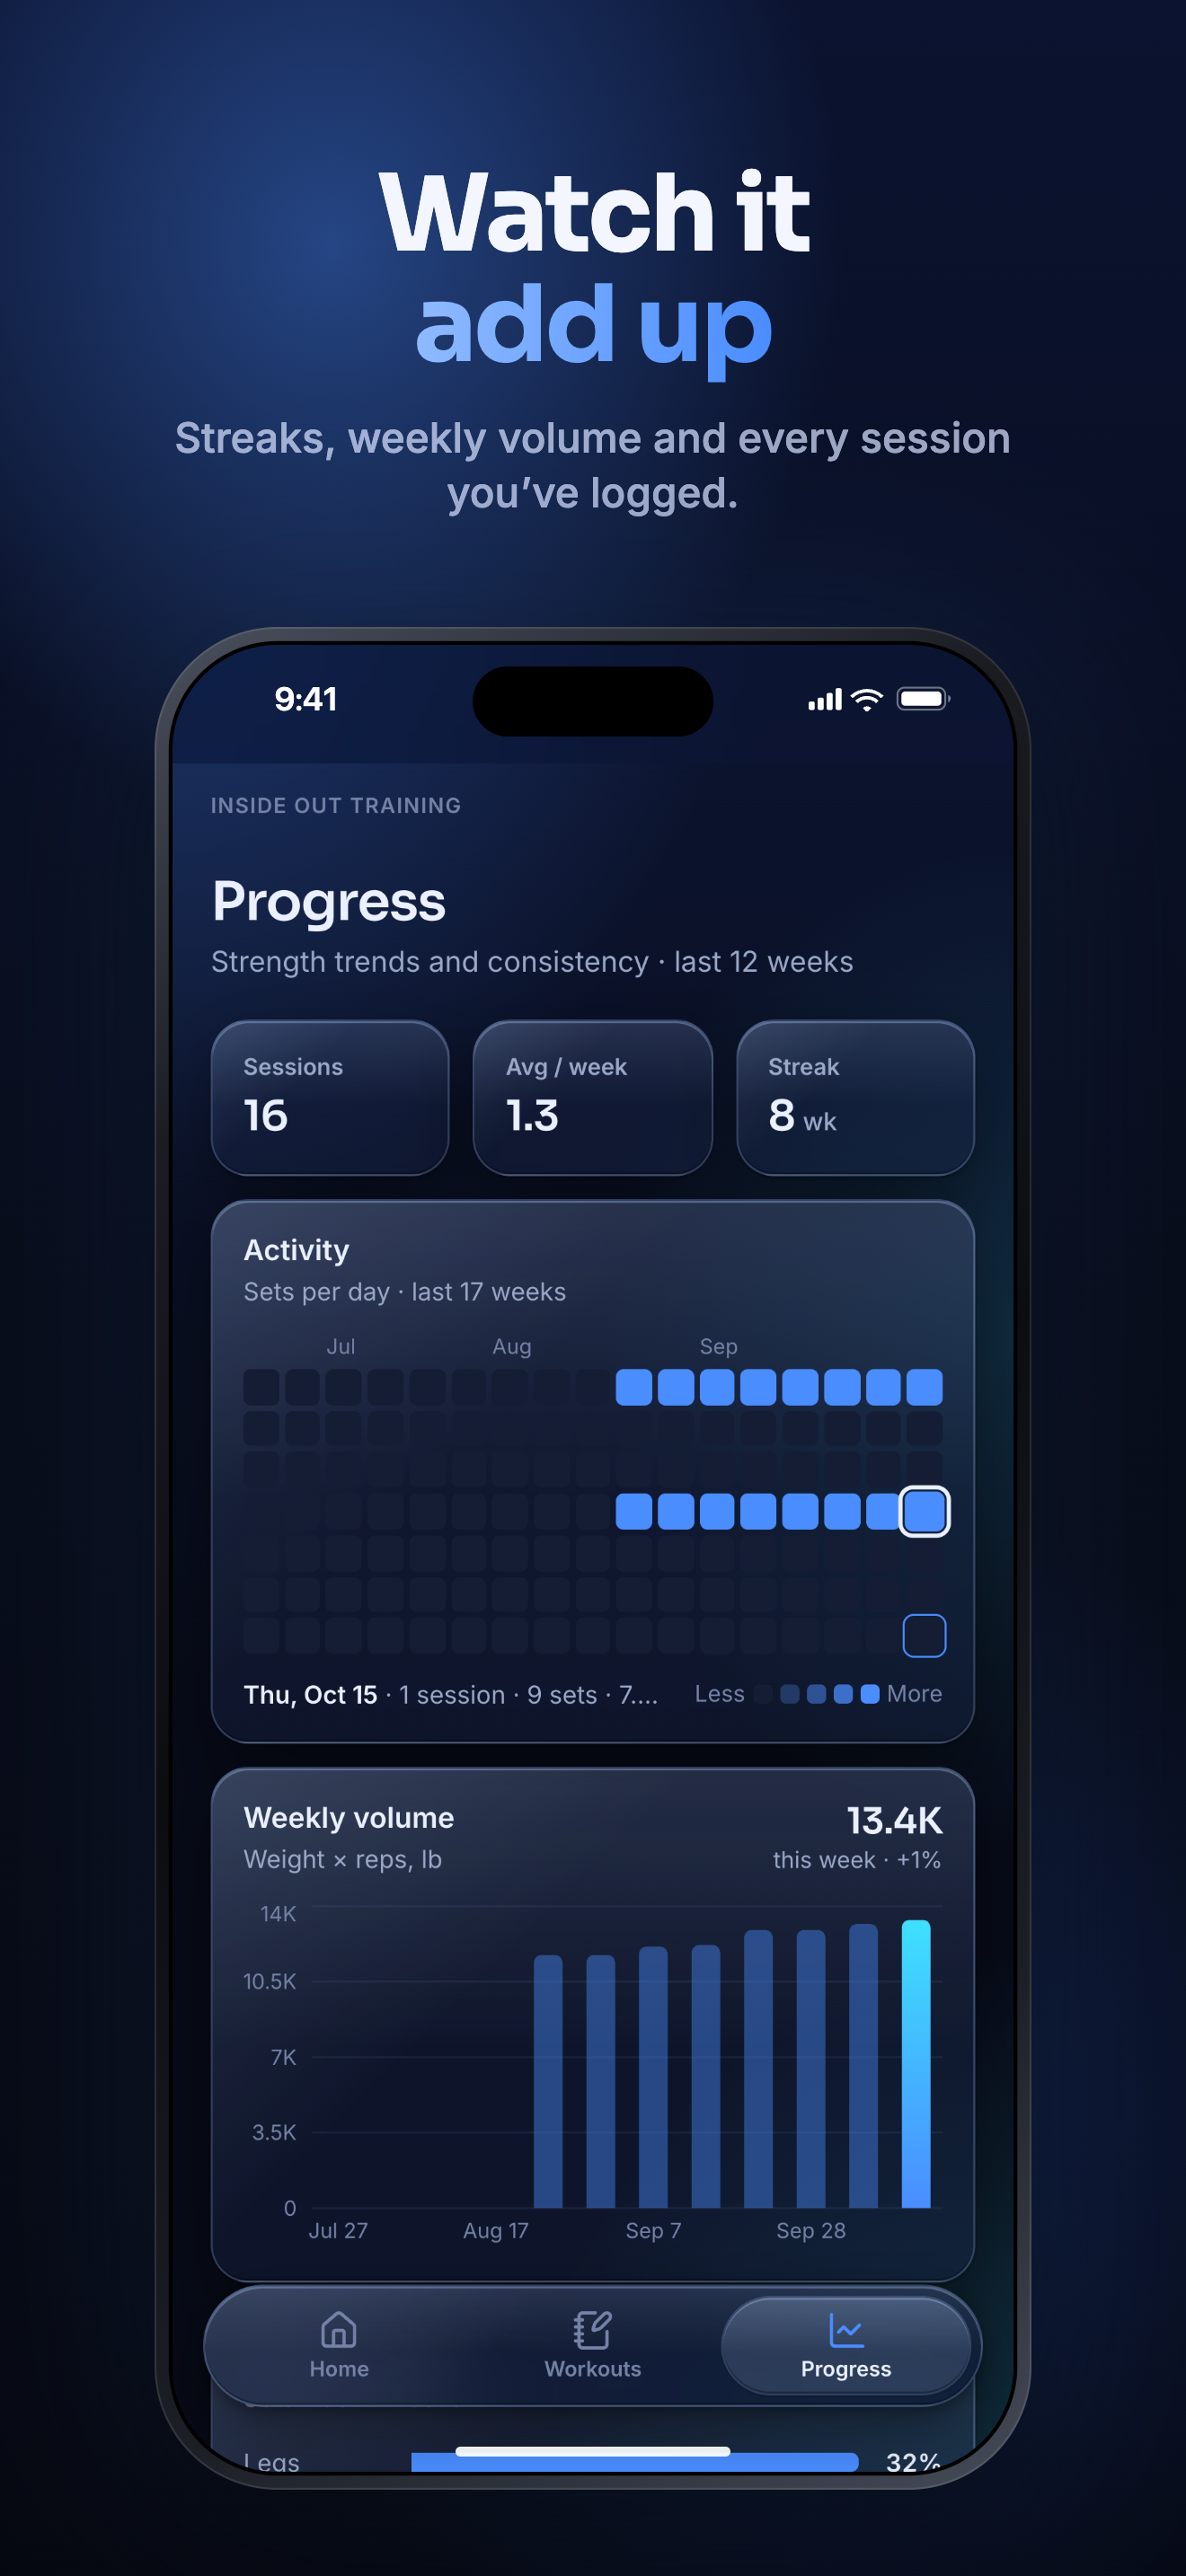 Watch it
add up
Streaks, weekly volume and every session
you’ve logged.
9:41
INSIDE OUT TRAINING
Progress
Strength trends and consistency · last 12 weeks
Sessions
16
Avg / week
1.3
Streak
8 wk
Activity
Sets per day · last 17 weeks
Jul Aug Sep
Thu, Oct 15 · 1 session · 9 sets · 7.... Less More
Weekly volume
13.4K
Weight × reps, lb
this week · +1%
14K
10.5K
7K
3.5K
0
Jul 27 Aug 17 Sep 7 Sep 28
Home Workouts Progress
Legs 32%